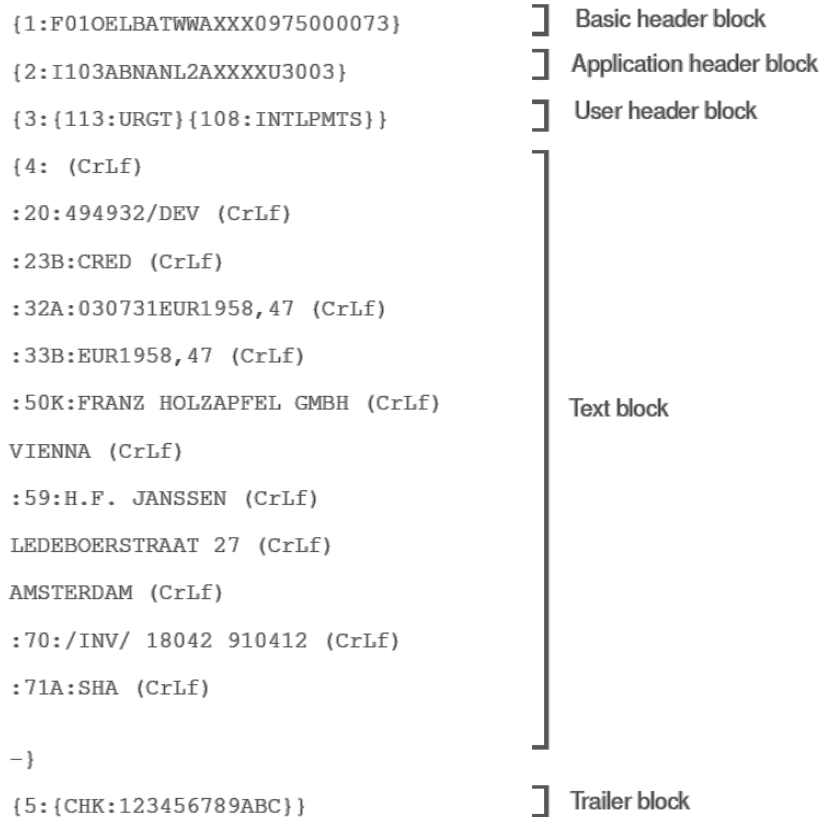 {1:F01OELBATWWAXXX0975000073} Basic header block
{2:I103ABNANL2AXXXXU3003} Application header block
{3:{113:URGT}{108:INTLPMTS}} User header block
{4: (CrLf)
:20:494932/DEV (CrLf)
:23B:CRED (CrLf)
:32A:030731EUR1958,47 (CrLf)
:33B:EUR1958,47 (CrLf)
:50K:FRANZ HOLZAPFEL GMBH (CrLf)
Text block
VIENNA (CrLf)
:59:H.F. JANSSEN (CrLf)
LEDEBOERSTRAAT 27 (CrLf)
AMSTERDAM (CrLf)
:70:/INV/ 18042 910412 (CrLf)
:71A:SHA (CrLf)
–}
{5:{CHK:123456789ABC}} Trailer block